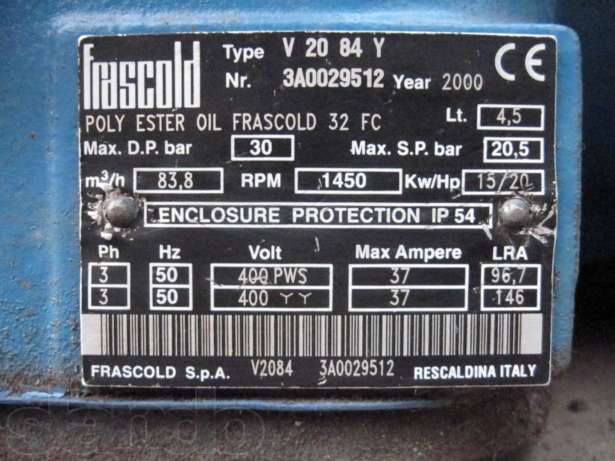 frascold Type V 20 84 Y
Nr. 3A0029512 Year 2000 CE
POLY ESTER OIL FRASCOLD 32 FC Lt. 4,5
Max. D.P. bar 30 Max. S.P. bar 20,5
m³/h 83,8 RPM 1450 Kw/Hp 15/20
ENCLOSURE PROTECTION IP 54
Ph Hz Volt Max Ampere LRA
3 50 400 PWS 37 96,7
3 50 400 YY 37 146
FRASCOLD S.p.A. V2084 3A0029512 RESCALDINA ITALY